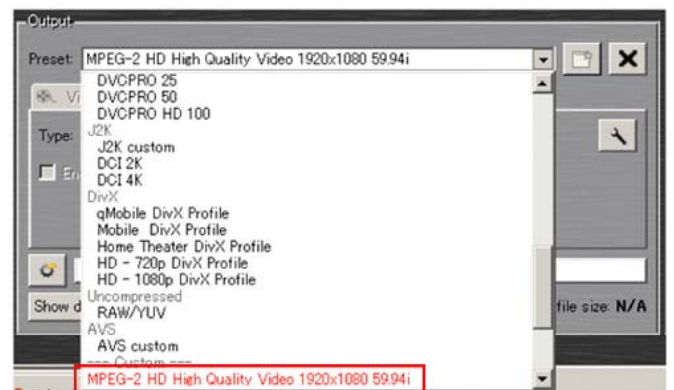 Output
Preset: MPEG-2 HD High Quality Video 1920x1080 59.94i
DVCPRO 25
DVCPRO 50
Vi
DVCPRO HD 100
J2K
Type:
J2K custom
DCI 2K
En
DCI 4K
DivX
qMobile DivX Profile
Mobile DivX Profile
Home Theater DivX Profile
HD - 720p DivX Profile
HD - 1080p DivX Profile
Uncompressed
Show d
RAW/YUV
file size: N/A
AVS
AVS custom
--- Custom ---
MPEG-2 HD High Quality Video 1920x1080 59.94i